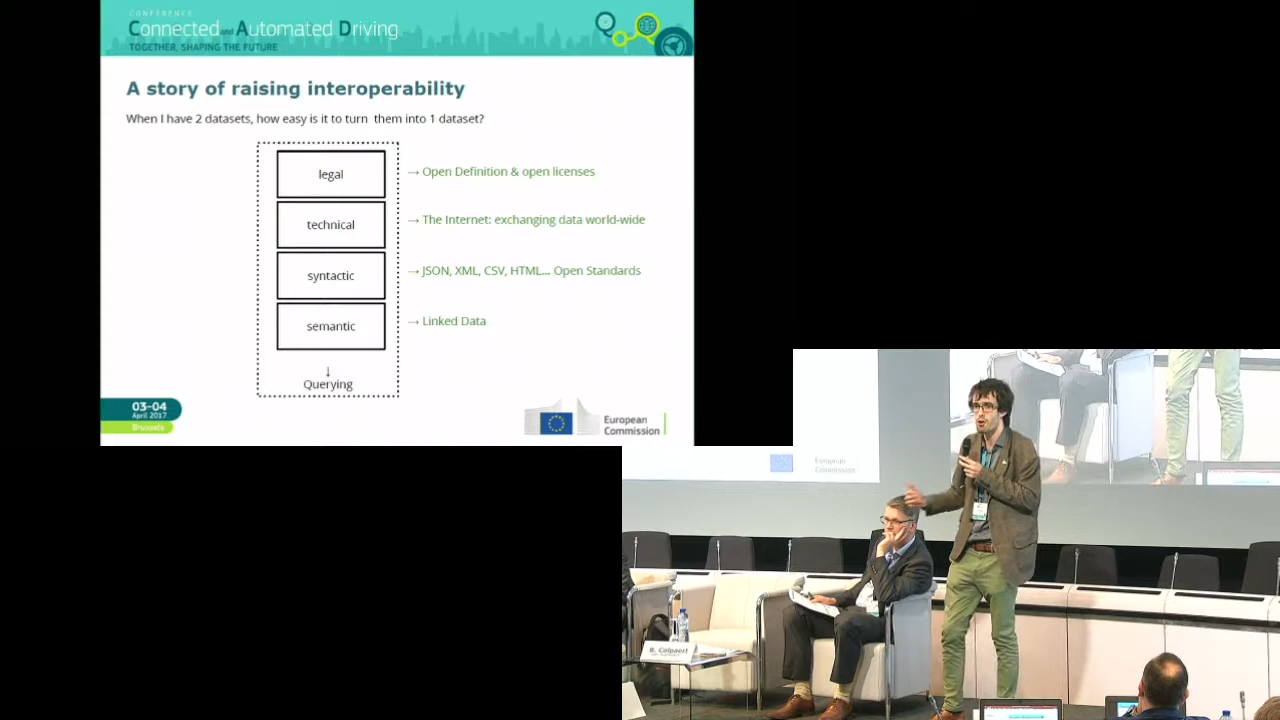 CONFERENCE
Connected and Automated Driving
TOGETHER, SHAPING THE FUTURE
A story of raising interoperability
When I have 2 datasets, how easy is it to turn them into 1 dataset?
legal
→ Open Definition & open licenses
technical
→ The Internet: exchanging data world-wide
syntactic
→ JSON, XML, CSV, HTML... Open Standards
semantic
→ Linked Data
↓
Querying
03-04
April 2017
Brussels
European
Commission
European
Commission
B. Colpaert